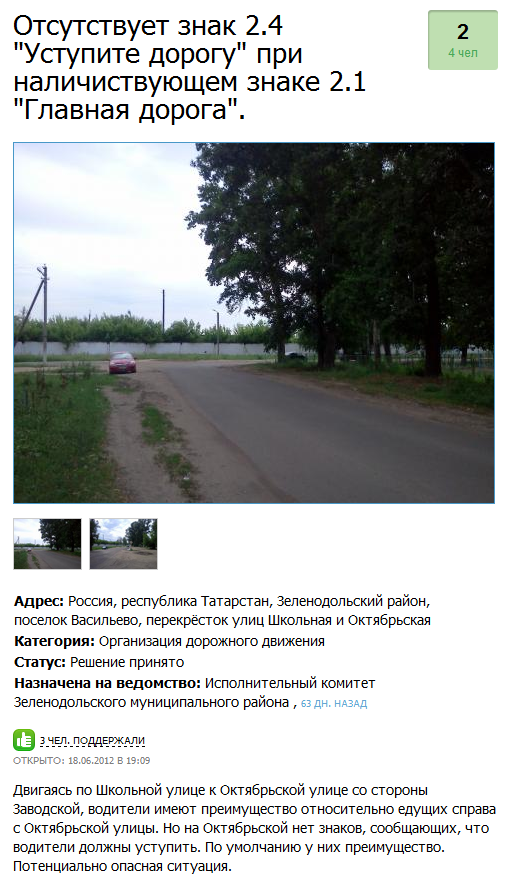 Отсутствует знак 2.4
"Уступите дорогу" при
наличиствующем знаке 2.1
"Главная дорога".
2
4 чел
Адрес: Россия, республика Татарстан, Зеленодольский район,
поселок Васильево, перекрёсток улиц Школьная и Октябрьская
Категория: Организация дорожного движения
Статус: Решение принято
Назначена на ведомство: Исполнительный комитет
Зеленодольского муниципального района , 63 ДН. НАЗАД
3 ЧЕЛ. ПОДДЕРЖАЛИ
ОТКРЫТО: 18.06.2012 В 19:09
Двигаясь по Школьной улице к Октябрьской улице со стороны
Заводской, водители имеют преимущество относительно едущих справа
с Октябрьской улицы. Но на Октябрьской нет знаков, сообщающих, что
водители должны уступить. По умолчанию у них преимущество.
Потенциально опасная ситуация.